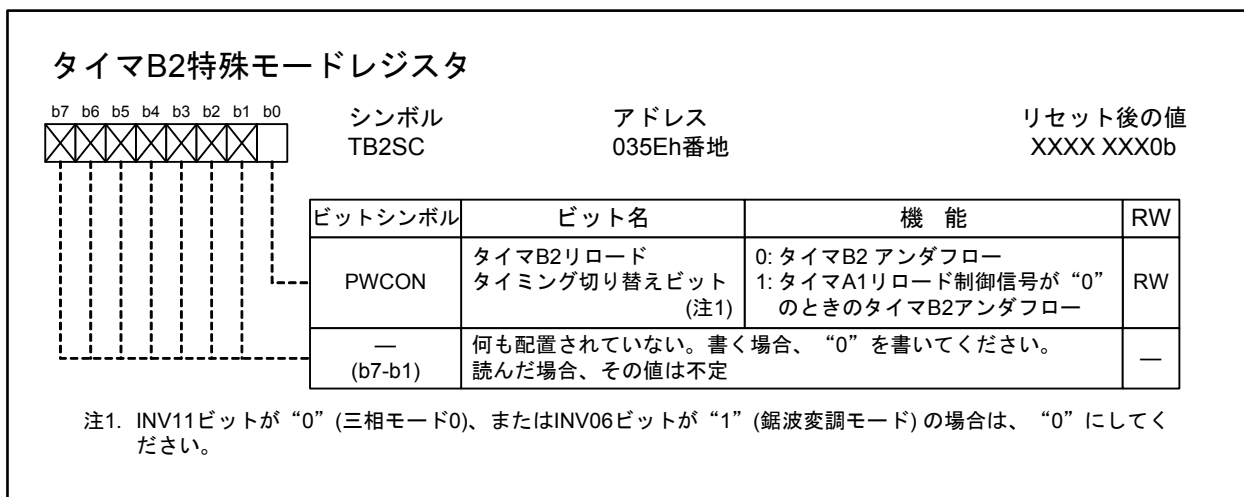 タイマB2特殊モードレジスタ
b7 b6 b5 b4 b3 b2 b1 b0
シンボル アドレス リセット後の値
TB2SC 035Eh番地 XXXX XXX0b
ビットシンボル ビット名 機 能 RW
PWCON
タイマB2リロード
タイミング切り替えビット
(注1)
0: タイマB2 アンダフロー
1: タイマA1リロード制御信号が“0”
のときのタイマB2アンダフロー
RW
—
(b7-b1)
何も配置されていない。書く場合、“0”を書いてください。
読んだ場合、その値は不定
—
注1. INV11ビットが“0”(三相モード0)、またはINV06ビットが“1”(鋸波変調モード) の場合は、“0”にしてく
ださい。